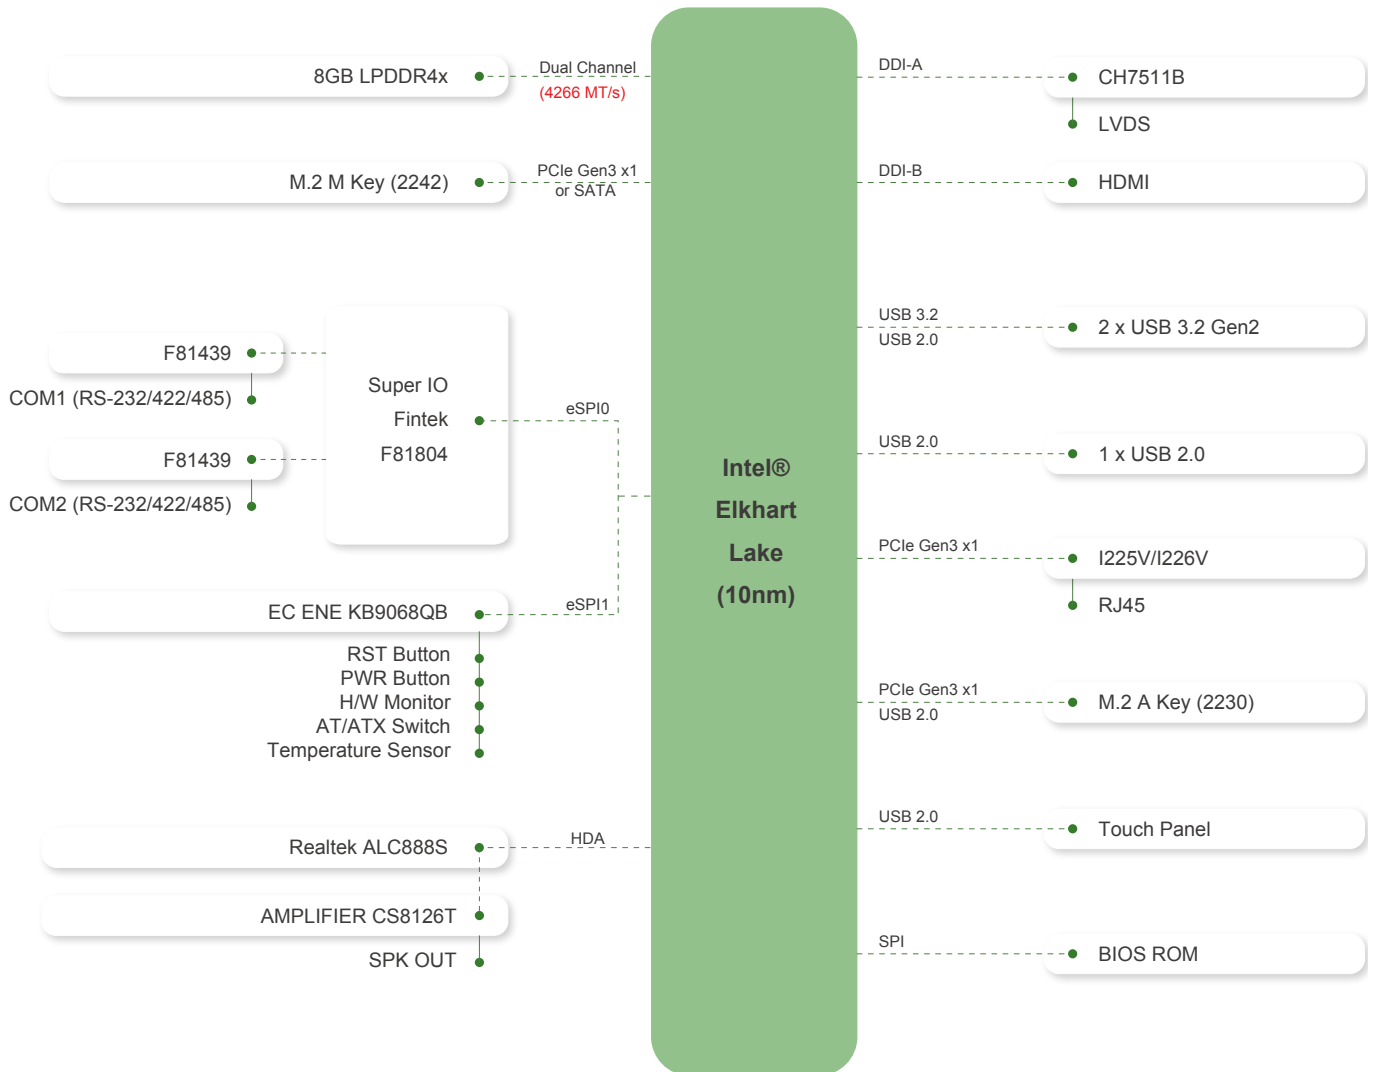 8GB LPDDR4x
Dual Channel
(4266 MT/s)
M.2 M Key (2242)
PCIe Gen3 x1
or SATA
F81439
COM1 (RS-232/422/485)
F81439
COM2 (RS-232/422/485)
Super IO
Fintek
F81804
eSPI0
EC ENE KB9068QB
eSPI1
RST Button
PWR Button
H/W Monitor
AT/ATX Switch
Temperature Sensor
Realtek ALC888S
HDA
AMPLIFIER CS8126T
SPK OUT
Intel®
Elkhart
Lake
(10nm)
DDI-A
CH7511B
LVDS
DDI-B
HDMI
USB 3.2
USB 2.0
2 x USB 3.2 Gen2
USB 2.0
1 x USB 2.0
PCIe Gen3 x1
I225V/I226V
RJ45
PCIe Gen3 x1
USB 2.0
M.2 A Key (2230)
USB 2.0
Touch Panel
SPI
BIOS ROM